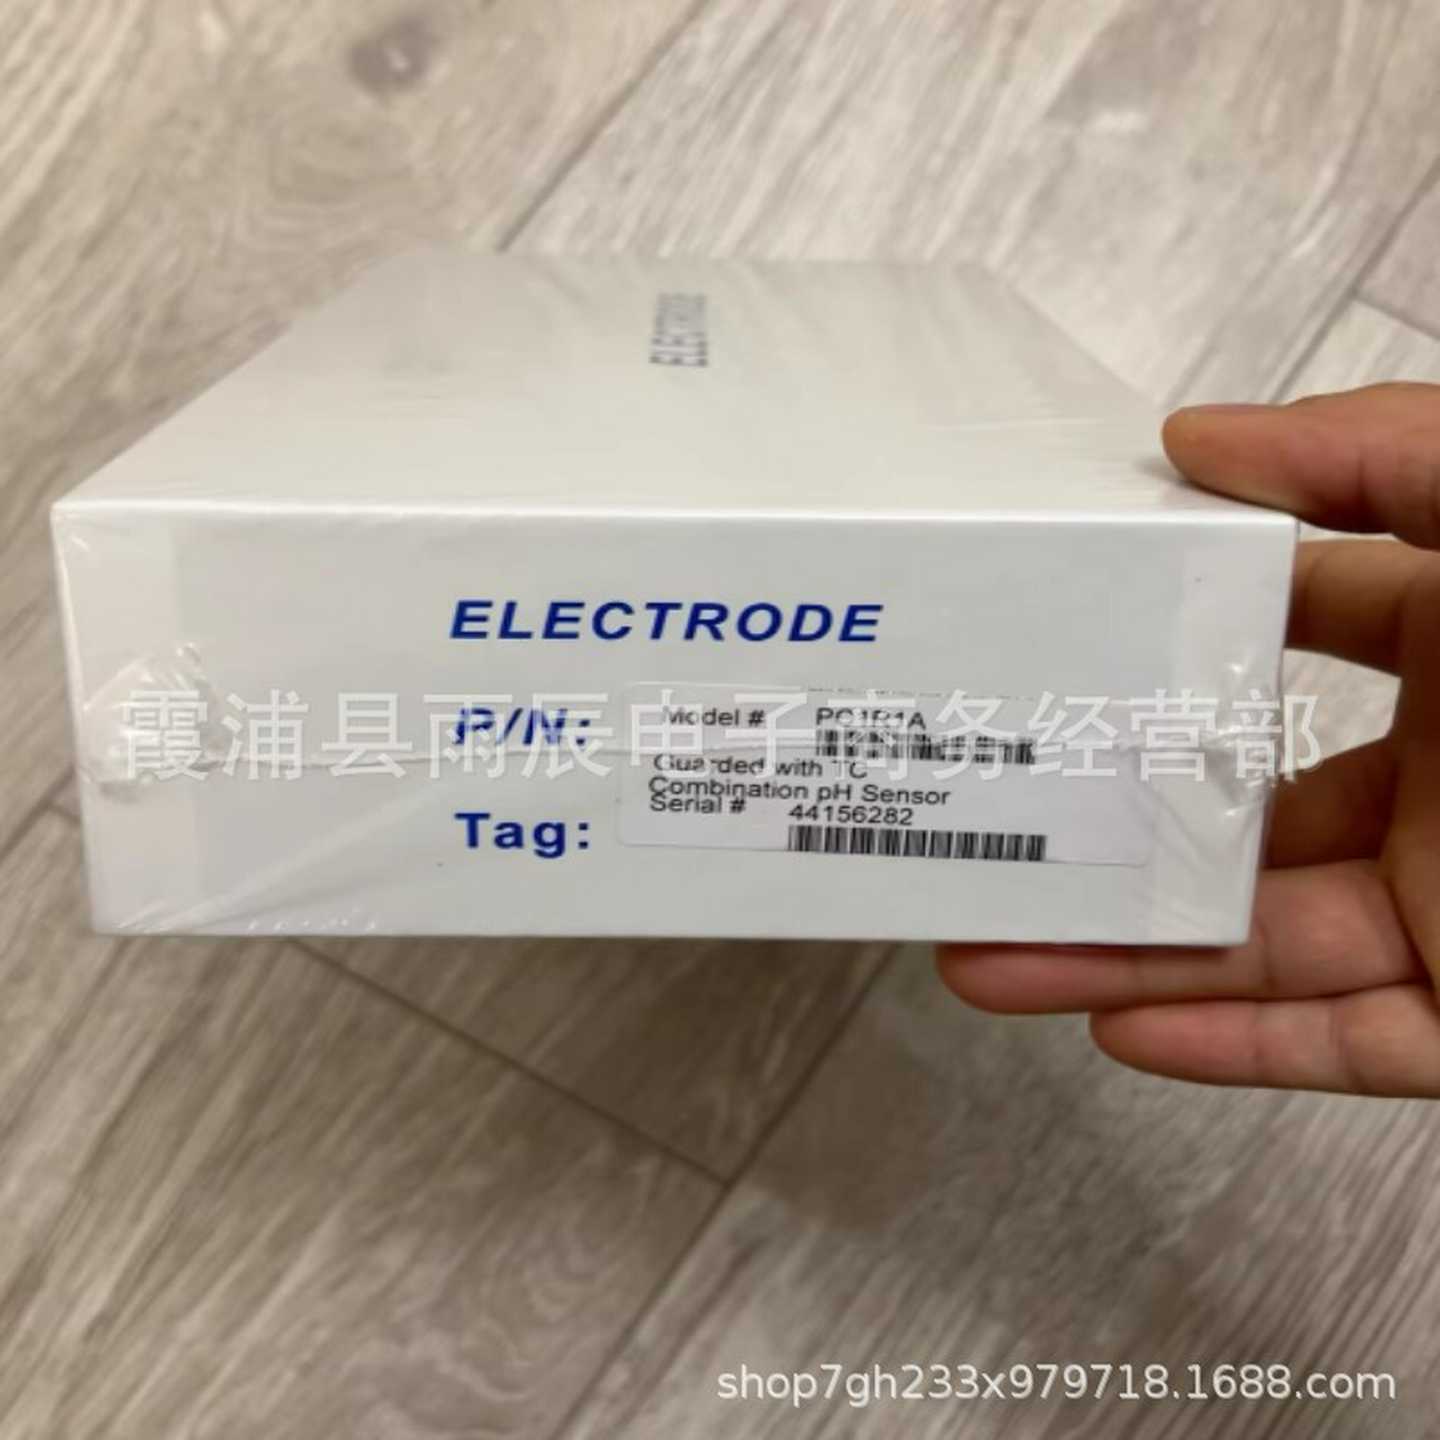 ELECTRODE
ELECTRODE
P/N:
Model # PC1R1A
Guarded with TC
Combination pH Sensor
Serial # 44156282
Tag:
霞浦县雨辰电子商务经营部
shop7gh233x979718.1688.com